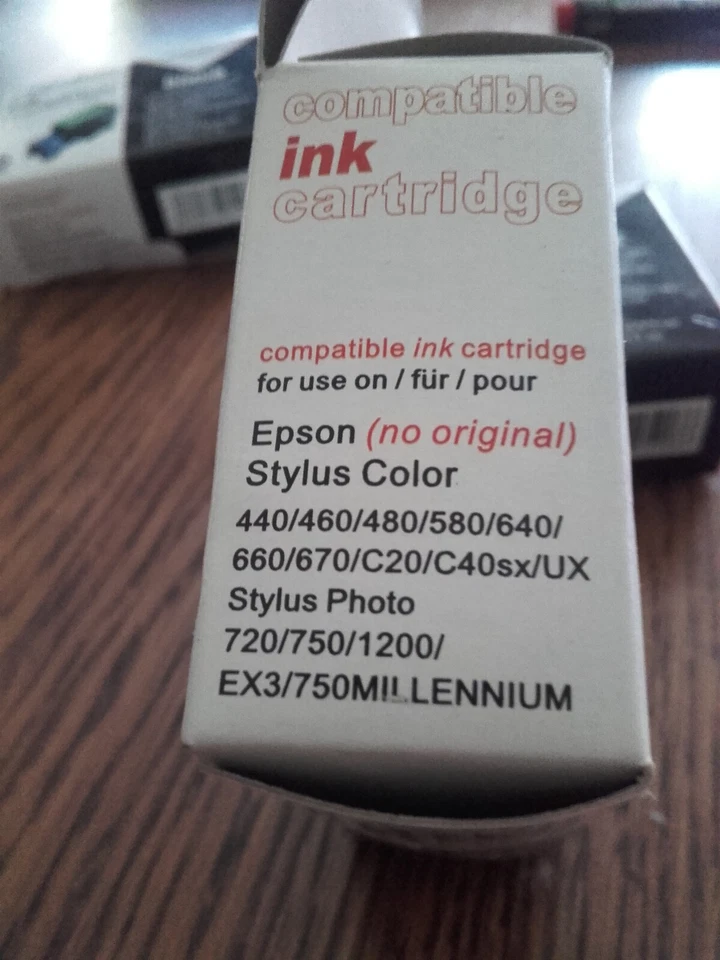 compatible
ink
cartridge
compatible ink cartridge
for use on / für / pour
Epson (no original)
Stylus Color
440/460/480/580/640/
660/670/C20/C40sx/UX
Stylus Photo
720/750/1200/
EX3/750MILLENNIUM